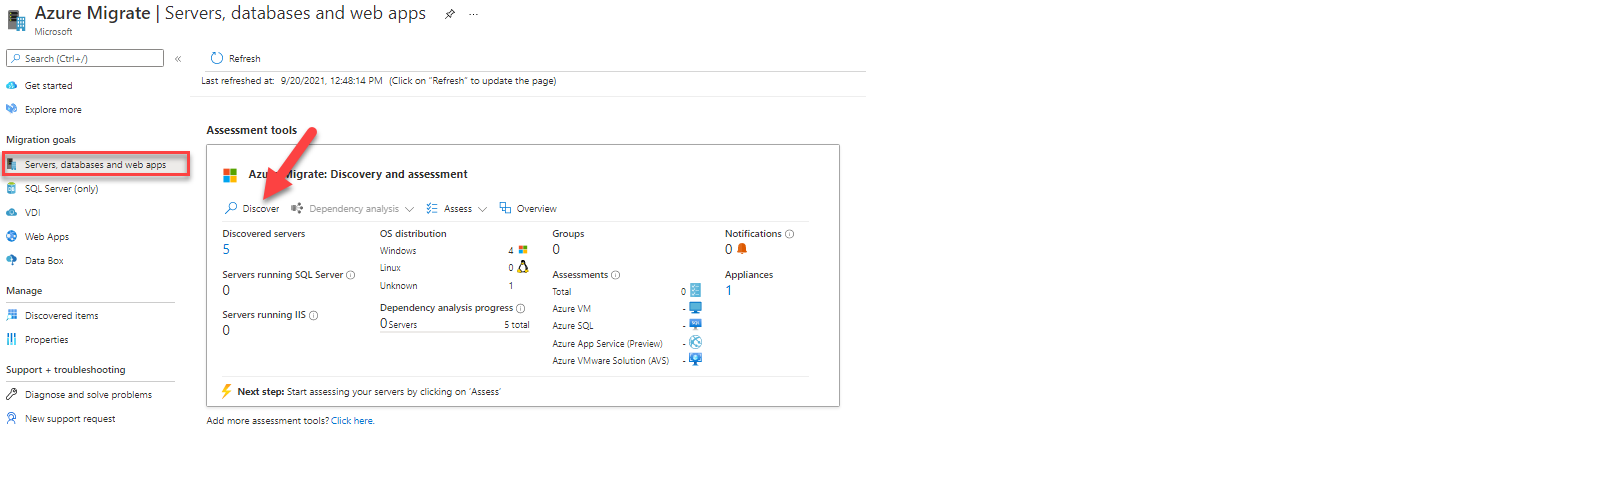 Azure Migrate | Servers, databases and web apps
Microsoft
Search (Ctrl+/)
«
Get started
Explore more
Migration goals
Servers, databases and web apps
SQL Server (only)
VDI
Web Apps
Data Box
Manage
Discovered items
Properties
Support + troubleshooting
Diagnose and solve problems
New support request
Refresh
Last refreshed at: 9/20/2021, 12:48:14 PM (Click on "Refresh" to update the page)
Assessment tools
Migrate: Discovery and assessment
Discover Dependency analysis Assess Overview
Discovered servers
5
Servers running SQL Server
0
Servers running IIS
0
OS distribution
Windows 4
Linux 0
Unknown 1
Dependency analysis progress
0 Servers 5 total
Groups
0
Assessments
Total 0
Azure VM -
Azure SQL -
Azure App Service (Preview) -
Azure VMware Solution (AVS) -
Notifications
0
Appliances
1
Next step: Start assessing your servers by clicking on 'Assess'
Add more assessment tools? Click here.